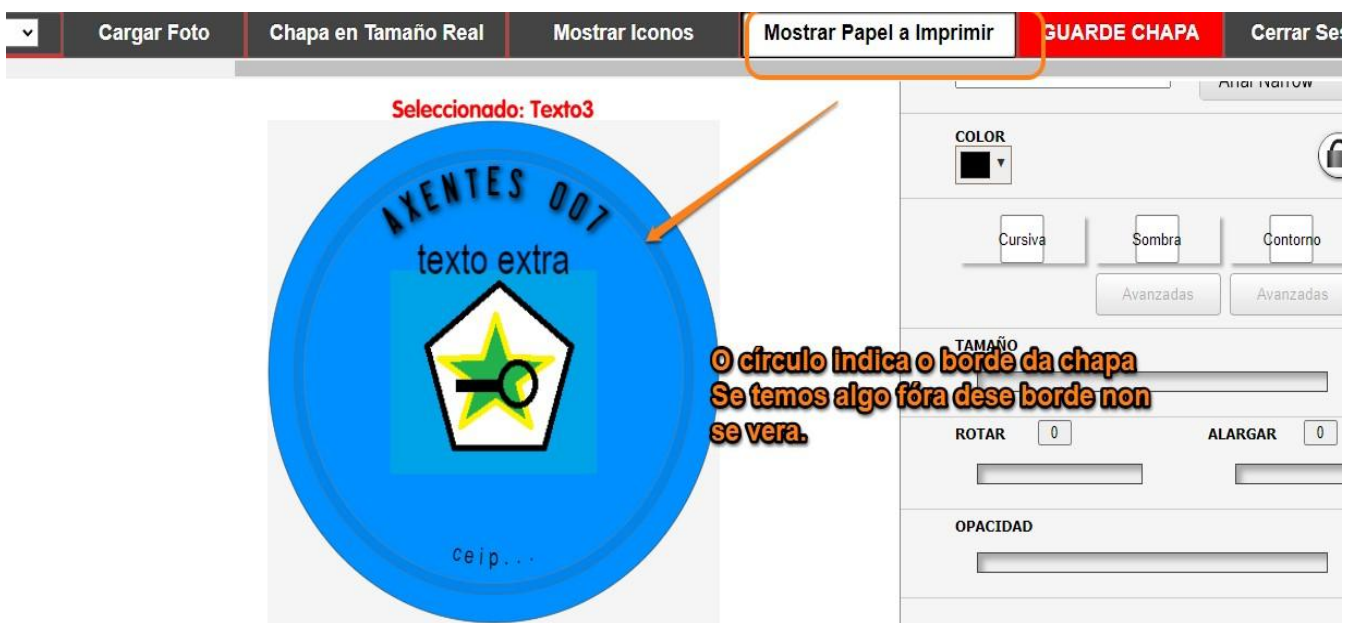 Cargar Foto
Chapa en Tamaño Real
Mostrar Iconos
Mostrar Papel a Imprimir
GUARDE CHAPA
Cerrar Ses
Arial Narrow
Seleccionado: Texto3
COLOR
AXENTES 007
texto extra
Cursiva
Sombra
Contorno
Avanzadas
Avanzadas
TAMAÑO
O círculo indica o borde da chapa
Se temos algo fóra dese borde non
se vera.
ROTAR 0
ALARGAR 0
OPACIDAD
ceip...